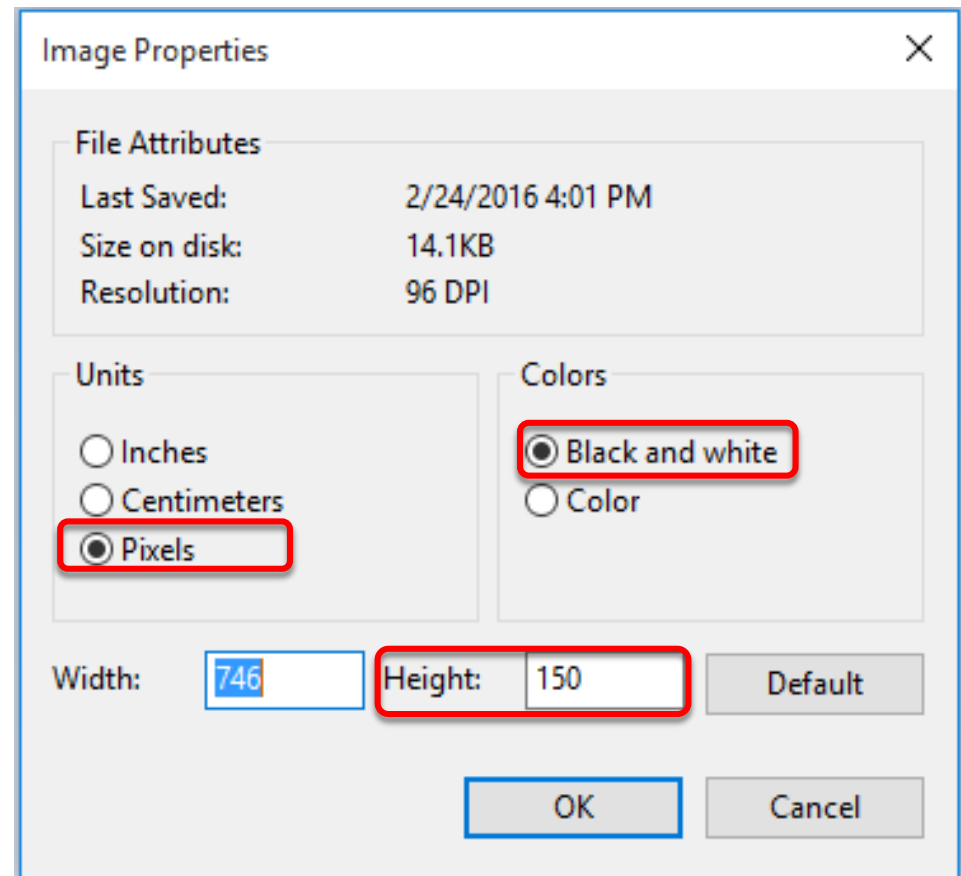 Image Properties
File Attributes
Last Saved: 2/24/2016 4:01 PM
Size on disk: 14.1KB
Resolution: 96 DPI
Units
Inches
Centimeters
Pixels
Colors
Black and white
Color
Width: 746 Height: 150 Default
OK Cancel